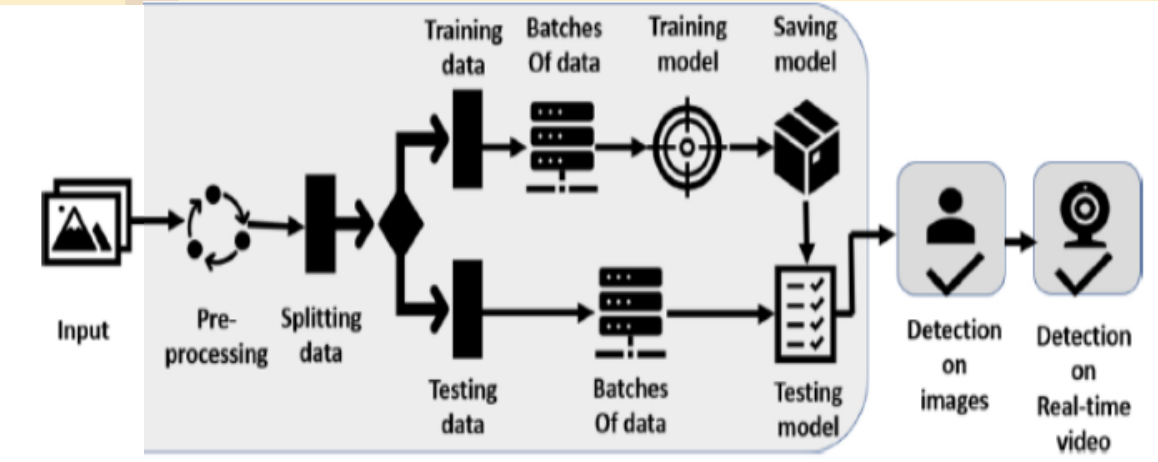 Training
data
Batches
Of data
Training
model
Saving
model
Input
Pre-
processing
Splitting
data
Testing
data
Batches
Of data
Testing
model
Detection
on
images
Detection
on
Real-time
video